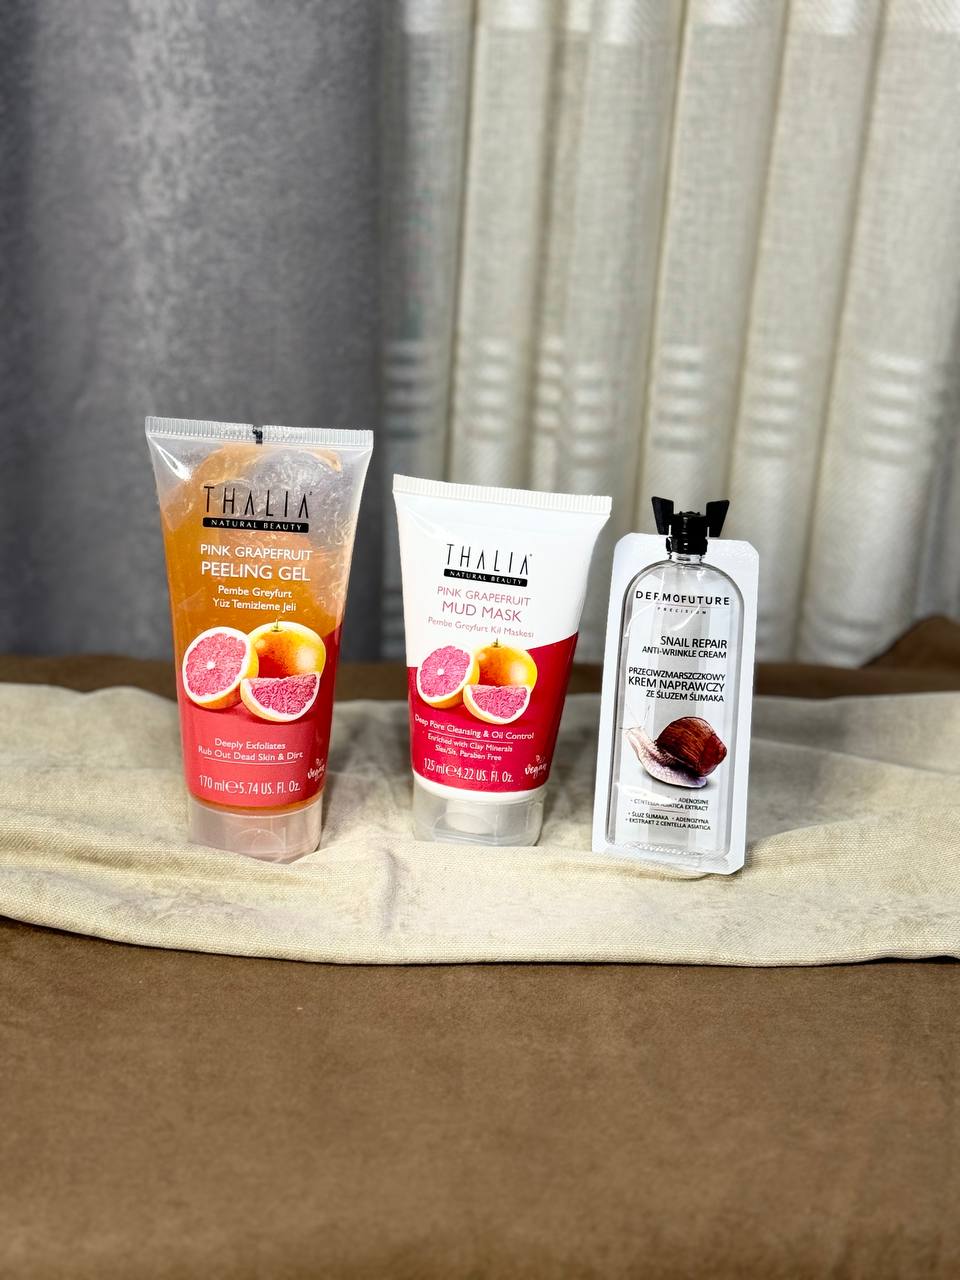 THALIA
NATURAL BEAUTY
PINK GRAPEFRUIT
PEELING GEL
Pembe Greyfurt
Yüz Temizleme Jeli
Deeply Exfoliates
Rub Out Dead Skin & Dirt
vegan
170 ml℮5.74 US. Fl. Oz.
THALIA
NATURAL BEAUTY
PINK GRAPEFRUIT
MUD MASK
Pembe Greyfurt Kil Maskesi
Deep Pore Cleansing & Oil Control
Enriched with Clay Minerals
Sles/Sls, Paraben Free
vegan
125 ml℮4.22 US. Fl. Oz.
DERMOFUTURE
PRECISION
SNAIL REPAIR
ANTI-WRINKLE CREAM
PRZECIWZMARSZCZKOWY
KREM NAPRAWCZY
ZE ŚLUZEM ŚLIMAKA
• ADENOSINE
• CENTELLA ASIATICA EXTRACT
• ŚLUZ ŚLIMAKA • ADENOZYNA
• EKSTRAKT Z CENTELLA ASIATICA